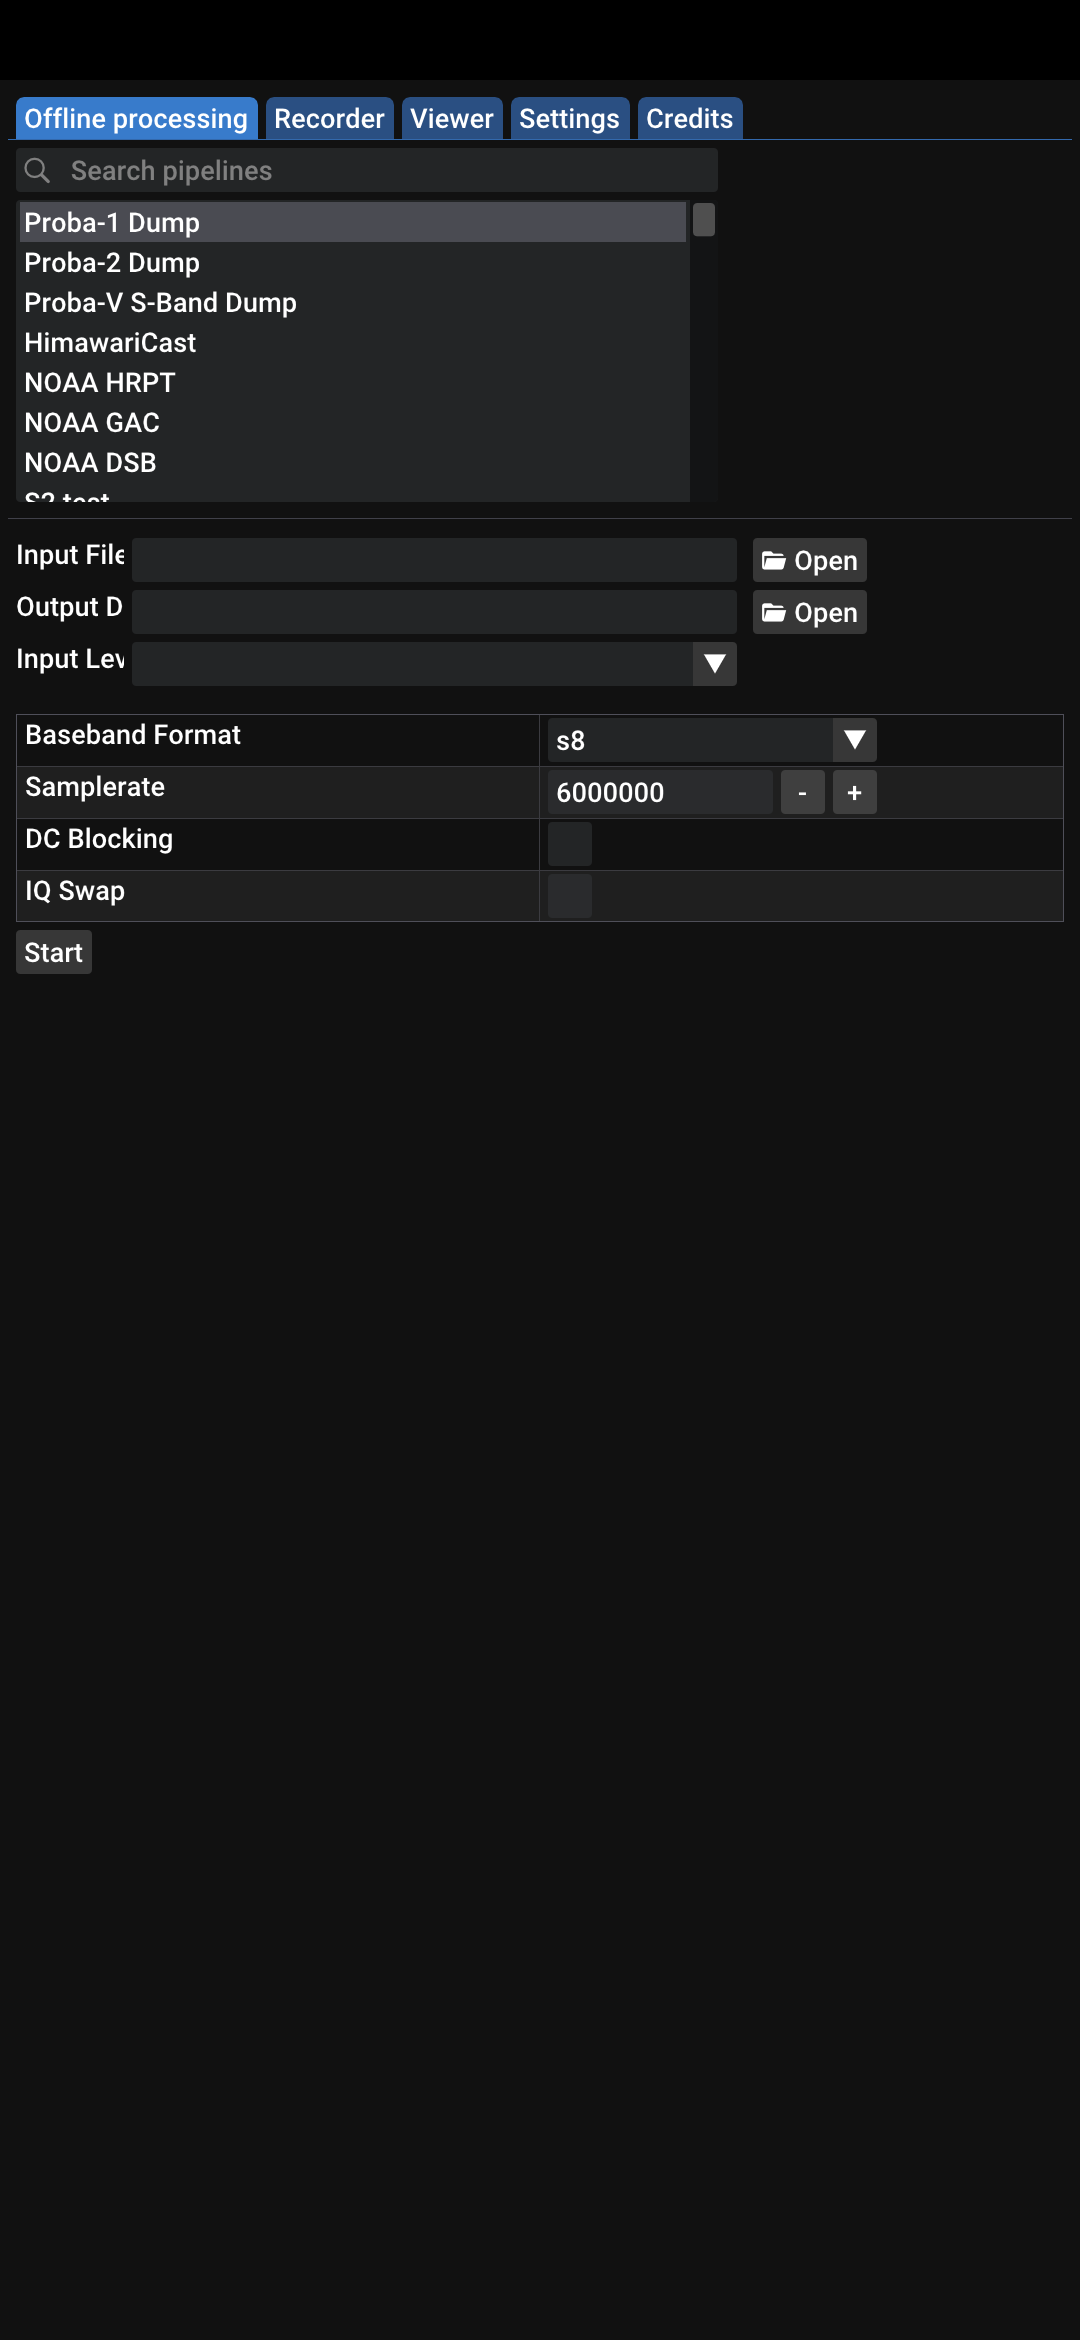 Offline processing Recorder Viewer Settings Credits
Search pipelines
Proba-1 Dump
Proba-2 Dump
Proba-V S-Band Dump
HimawariCast
NOAA HRPT
NOAA GAC
NOAA DSB
S2 test
Input File Open
Output D Open
Input Lev
Baseband Format s8
Samplerate 6000000 - +
DC Blocking
IQ Swap
Start